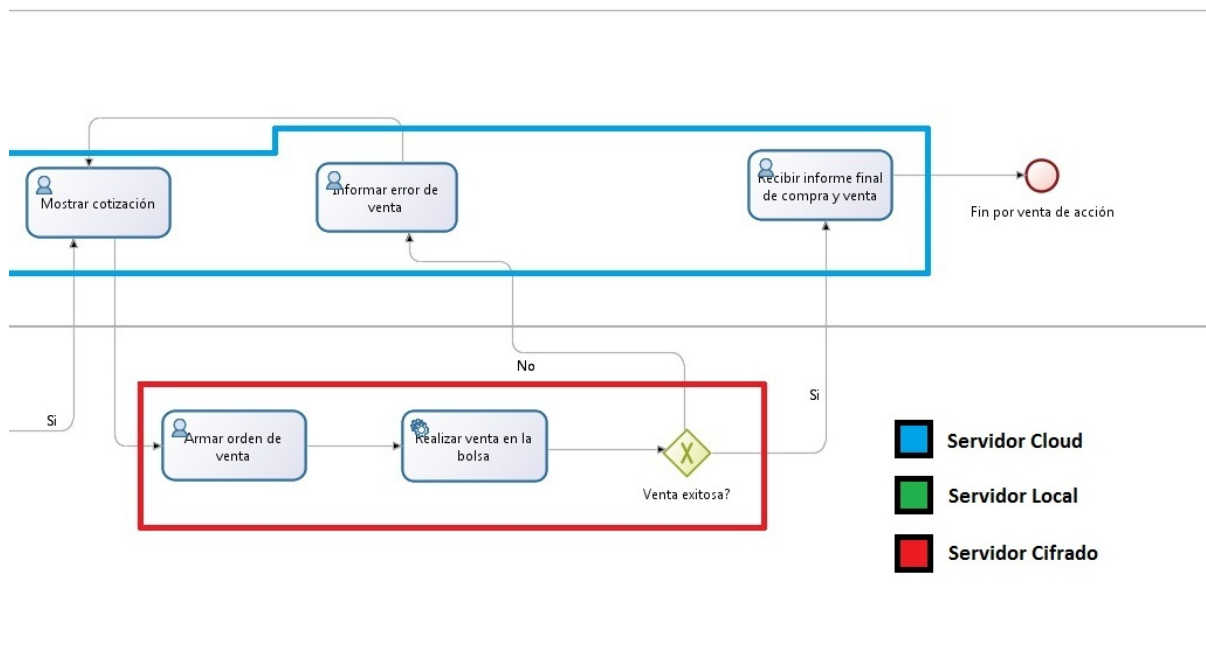 Mostrar cotización
Informar error de
venta
Recibir informe final
de compra y venta
Fin por venta de acción
No
Si
Si
Armar orden de
venta
Realizar venta en la
bolsa
Venta exitosa?
Servidor Cloud
Servidor Local
Servidor Cifrado